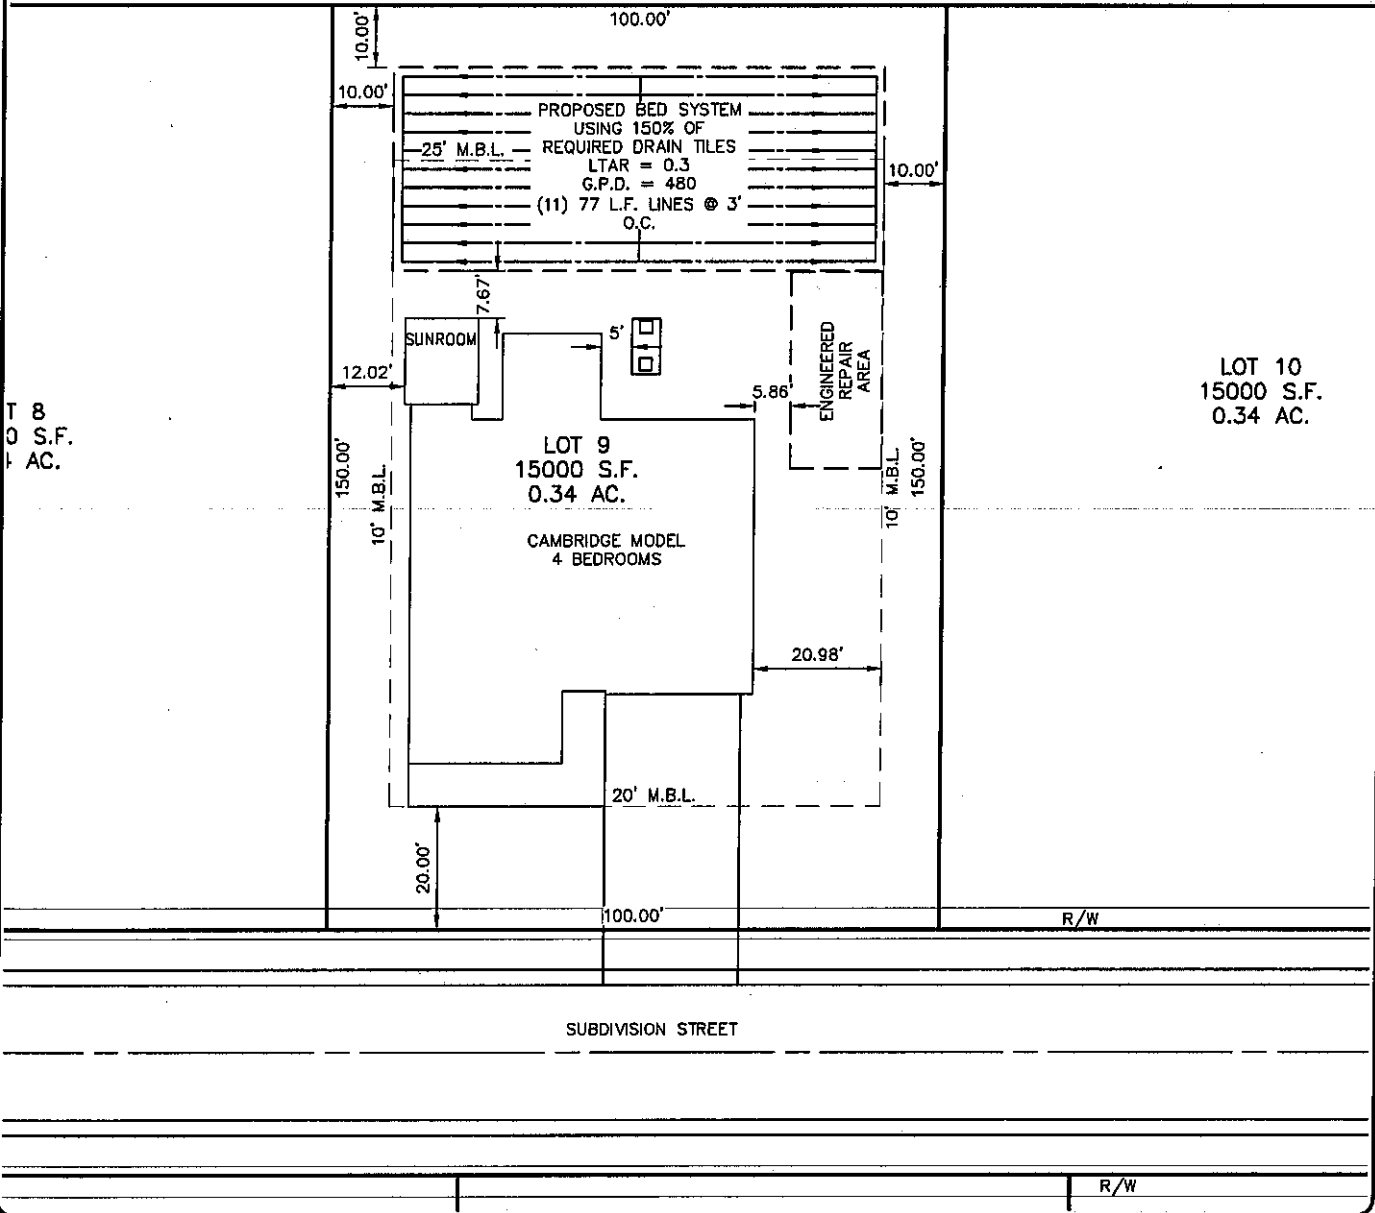 100.00'
10.00'
10.00'
PROPOSED BED SYSTEM
USING 150% OF
REQUIRED DRAIN TILES
LTAR = 0.3
G.P.D. = 480
(11) 77 L.F. LINES @ 3'
O.C.
25' M.B.L.
10.00'
7.67'
SUNROOM
5'
12.02'
5.86'
ENGINEERED
REPAIR
AREA
LOT 10
15000 S.F.
0.34 AC.
T 8
0 S.F.
AC.
LOT 9
15000 S.F.
0.34 AC.
150.00'
10' M.B.L.
10' M.B.L.
150.00'
CAMBRIDGE MODEL
4 BEDROOMS
20.98'
20' M.B.L.
20.00'
100.00'
R/W
SUBDIVISION STREET
R/W